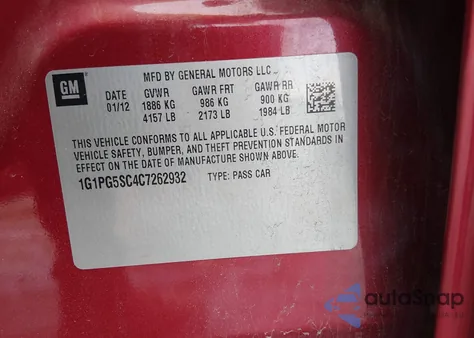 GM
MFD BY GENERAL MOTORS LLC
DATE GVWR GAWR FRT GAWR RR
01/12 1886 KG 986 KG 900 KG
4157 LB 2173 LB 1984 LB
THIS VEHICLE CONFORMS TO ALL APPLICABLE U.S. FEDERAL MOTOR
VEHICLE SAFETY, BUMPER, AND THEFT PREVENTION STANDARDS IN
EFFECT ON THE DATE OF MANUFACTURE SHOWN ABOVE.
1G1PG5SC4C7262932 TYPE: PASS CAR
autoSnap